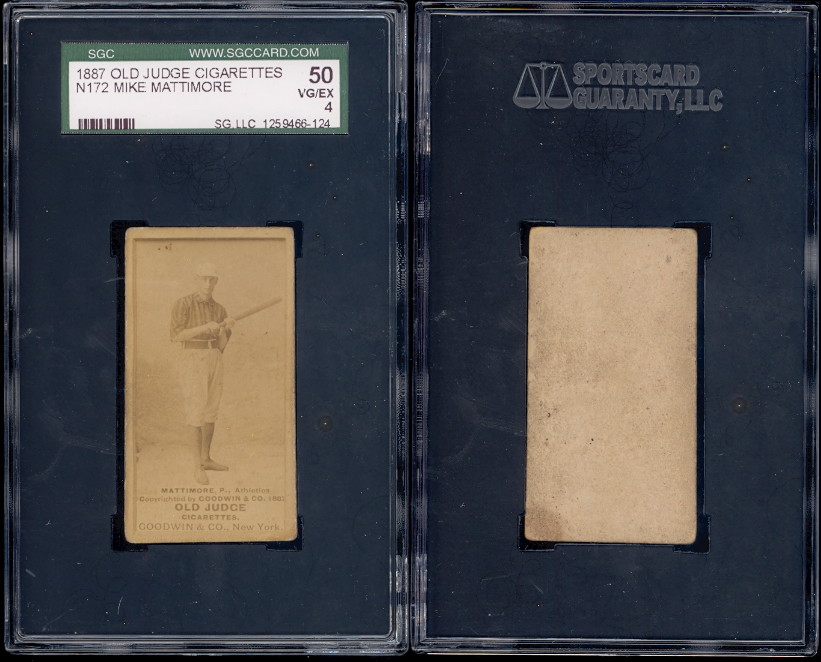 SGC WWW.SGCCARD.COM
1887 OLD JUDGE CIGARETTES 50
N172 MIKE MATTIMORE VG/EX
4
SG LLC 1259466-124
SPORTSCARD
GUARANTY, LLC
MATTIMORE, P., Athletics
Copyrighted by GOODWIN & CO. 1887
OLD JUDGE
CIGARETTES.
GOODWIN & CO., New York.